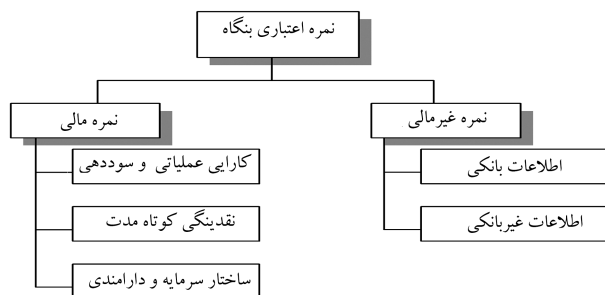 نمره اعتباری بنگاه
نمره غیرمالی
اطلاعات بانکی
اطلاعات غیربانکی
نمره مالی
کارایی عملیاتی و سوددهی
نقدینگی کوتاه مدت
ساختار سرمایه و دارامندی